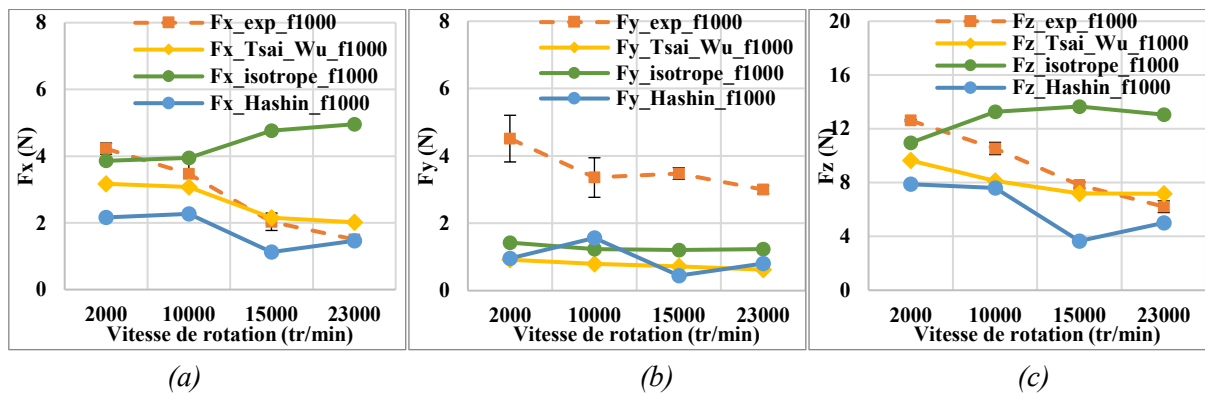 8
6
4
2
0
Fx (N)
Fx_exp_f1000
Fx_Tsai_Wu_f1000
Fx_isotrope_f1000
Fx_Hashin_f1000
2000 10000 15000 23000
Vitesse de rotation (tr/min)
(a)
8
6
4
2
0
Fy (N)
Fy_exp_f1000
Fy_Tsai_Wu_f1000
Fy_isotrope_f1000
Fy_Hashin_f1000
2000 10000 15000 23000
Vitesse de rotation (tr/min)
(b)
20
16
12
8
4
0
Fz (N)
Fz_exp_f1000
Fz_Tsai_Wu_f1000
Fz_isotrope_f1000
Fz_Hashin_f1000
2000 10000 15000 23000
Vitesse de rotation (tr/min)
(c)